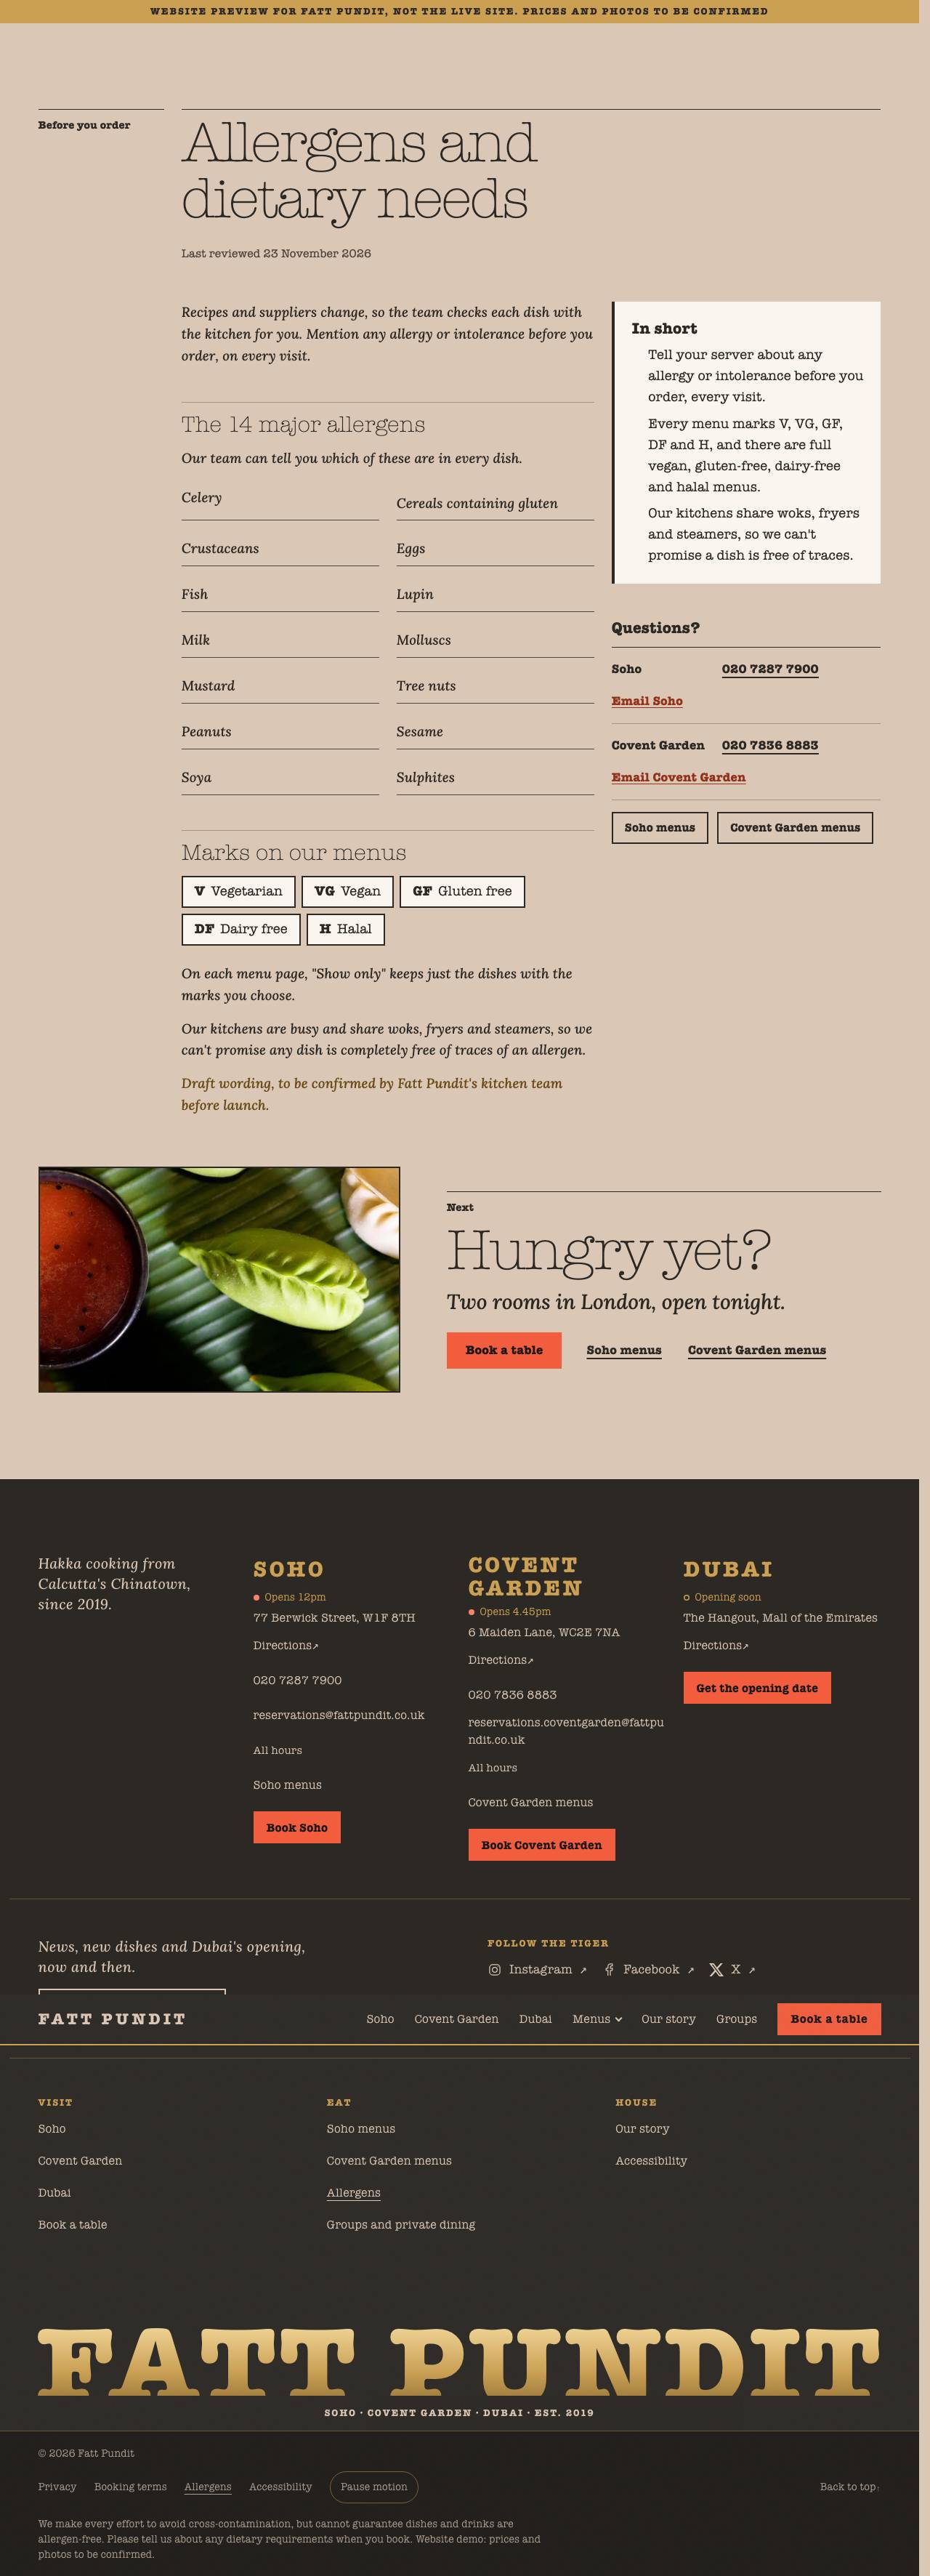 WEBSITE PREVIEW FOR FATT PUNDIT, NOT THE LIVE SITE. PRICES AND PHOTOS TO BE CONFIRMED
Before you order
Allergens and
dietary needs
Last reviewed 23 November 2026
Recipes and suppliers change, so the team checks each dish with
the kitchen for you. Mention any allergy or intolerance before you
order, on every visit.
The 14 major allergens
Our team can tell you which of these are in every dish.
Celery
Cereals containing gluten
Crustaceans
Eggs
Fish
Lupin
Milk
Molluscs
Mustard
Tree nuts
Peanuts
Sesame
Soya
Sulphites
Marks on our menus
V Vegetarian
VG Vegan
GF Gluten free
DF Dairy free
H Halal
On each menu page, "Show only" keeps just the dishes with the
marks you choose.
Our kitchens are busy and share woks, fryers and steamers, so we
can't promise any dish is completely free of traces of an allergen.
Draft wording, to be confirmed by Fatt Pundit's kitchen team
before launch.
In short
Tell your server about any
allergy or intolerance before you
order, every visit.
Every menu marks V, VG, GF,
DF and H, and there are full
vegan, gluten-free, dairy-free
and halal menus.
Our kitchens share woks, fryers
and steamers, so we can't
promise a dish is free of traces.
Questions?
Soho 020 7287 7900
Email Soho
Covent Garden 020 7836 8883
Email Covent Garden
Soho menus
Covent Garden menus
Next
Hungry yet?
Two rooms in London, open tonight.
Book a table
Soho menus
Covent Garden menus
Hakka cooking from
Calcutta's Chinatown,
since 2019.
SOHO
Opens 12pm
77 Berwick Street, W1F 8TH
Directions↗
020 7287 7900
reservations@fattpundit.co.uk
All hours
Soho menus
Book Soho
COVENT
GARDEN
Opens 4.45pm
6 Maiden Lane, WC2E 7NA
Directions↗
020 7836 8883
reservations.coventgarden@fattpu
ndit.co.uk
All hours
Covent Garden menus
Book Covent Garden
DUBAI
Opening soon
The Hangout, Mall of the Emirates
Directions↗
Get the opening date
News, new dishes and Dubai's opening,
now and then.
FOLLOW THE TIGER
Instagram ↗
Facebook ↗
X ↗
FATT PUNDIT
Soho
Covent Garden
Dubai
Menus
Our story
Groups
Book a table
VISIT
Soho
Covent Garden
Dubai
Book a table
EAT
Soho menus
Covent Garden menus
Allergens
Groups and private dining
HOUSE
Our story
Accessibility
FATT PUNDIT
SOHO · COVENT GARDEN · DUBAI · EST. 2019
© 2026 Fatt Pundit
Privacy
Booking terms
Allergens
Accessibility
Pause motion
Back to top↑
We make every effort to avoid cross-contamination, but cannot guarantee dishes and drinks are
allergen-free. Please tell us about any dietary requirements when you book. Website demo: prices and
photos to be confirmed.